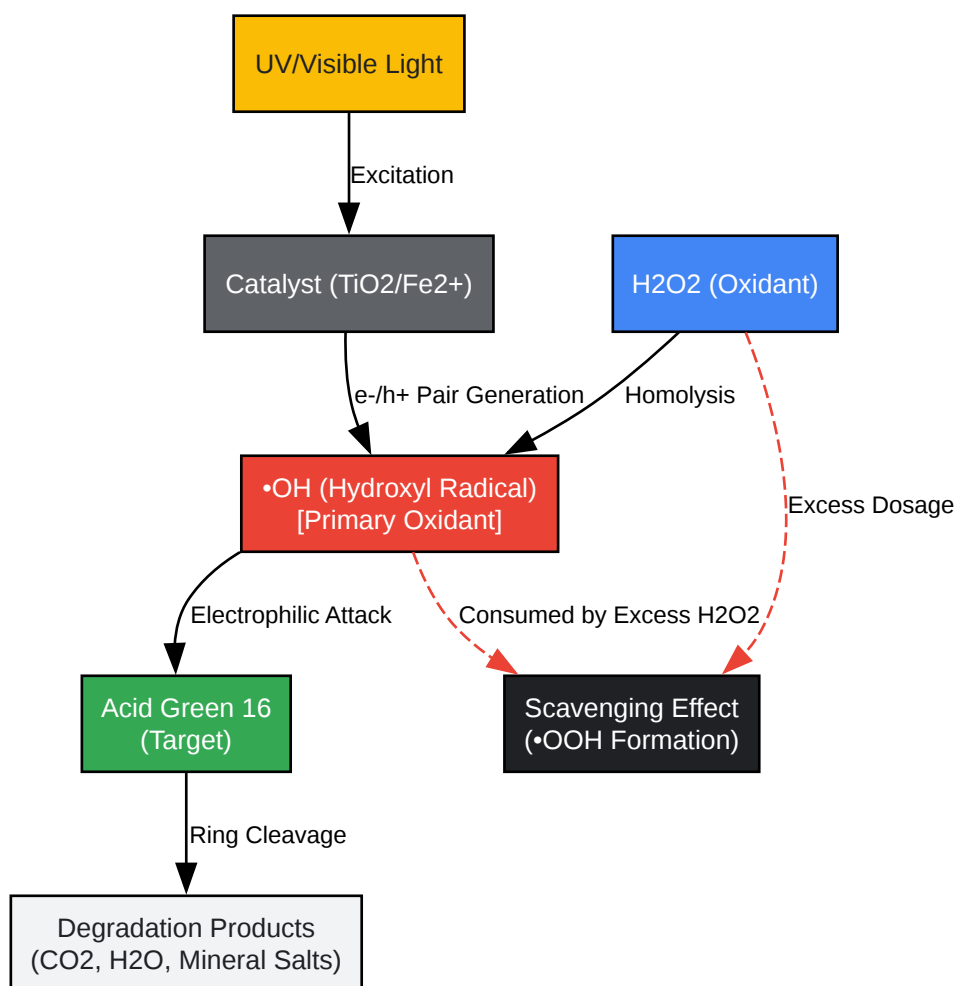 UV/Visible Light
Excitation
Catalyst (TiO2/Fe2+)
H2O2 (Oxidant)
e-/h+ Pair Generation
Homolysis
•OH (Hydroxyl Radical)
[Primary Oxidant]
Excess Dosage
Electrophilic Attack
Consumed by Excess H2O2
Acid Green 16
(Target)
Scavenging Effect
(•OOH Formation)
Ring Cleavage
Degradation Products
(CO2, H2O, Mineral Salts)